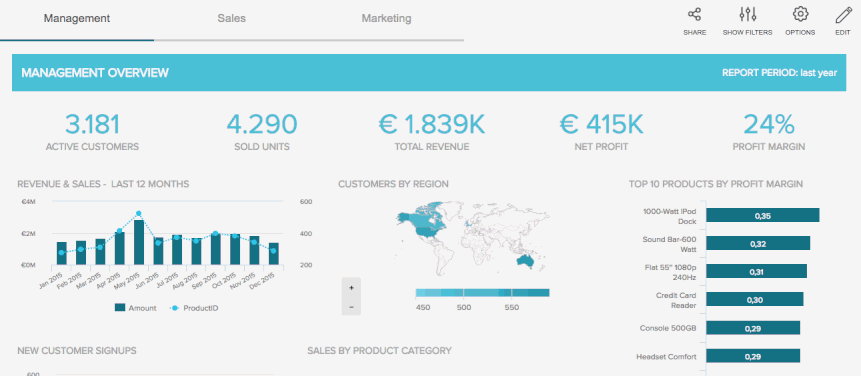 Management Sales Marketing
SHARE SHOW FILTERS OPTIONS EDIT
MANAGEMENT OVERVIEW REPORT PERIOD: last year
3.181 4.290 € 1.839K € 415K 24%
ACTIVE CUSTOMERS SOLD UNITS TOTAL REVENUE NET PROFIT PROFIT MARGIN
REVENUE & SALES - LAST 12 MONTHS
€4M 600
€2M 400
€0M 200
Jan 2015 Feb 2015 Mar 2015 Apr 2015 May 2015 Jun 2015 Jul 2015 Aug 2015 Sep 2015 Oct 2015 Nov 2015 Dec 2015
Amount ProductID
CUSTOMERS BY REGION
+
−
450 500 550
TOP 10 PRODUCTS BY PROFIT MARGIN
1000-Watt iPod
Dock 0,35
Sound Bar-600
Watt 0,32
Flat 55" 1080p
240Hz 0,31
Credit Card
Reader 0,30
Console 500GB 0,29
Headset Comfort 0,29
NEW CUSTOMER SIGNUPS
600
SALES BY PRODUCT CATEGORY